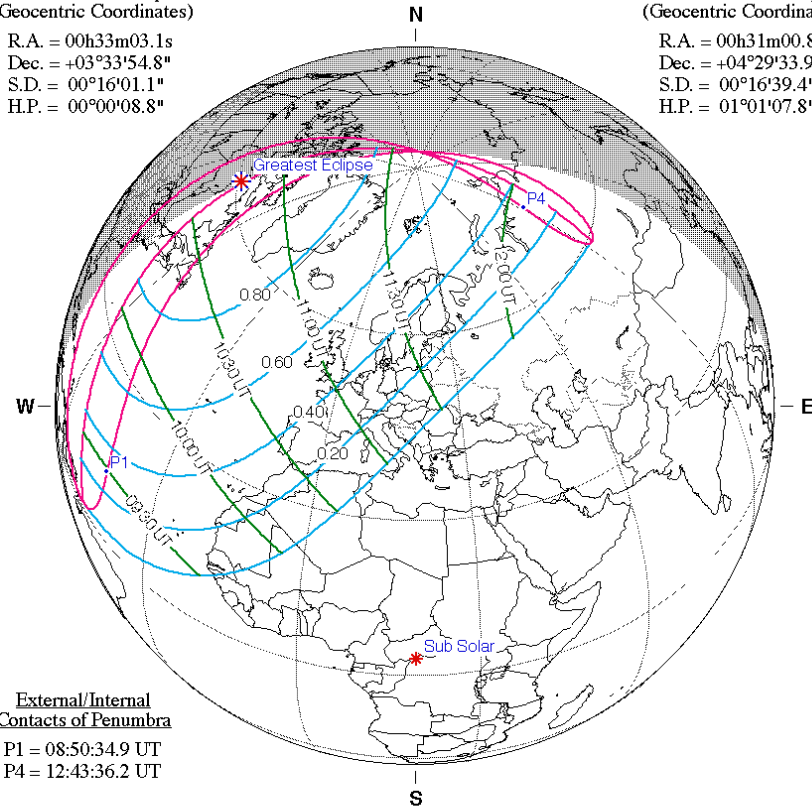 (Geocentric Coordinates)
R.A. = 00h33m03.1s
Dec. = +03°33'54.8"
S.D. = 00°16'01.1"
H.P. = 00°00'08.8"
(Geocentric Coordina
R.A. = 00h31m00.8
Dec. = +04°29'33.9
S.D. = 00°16'39.4"
H.P. = 01°01'07.8"
N
Greatest Eclipse
P4
12:00 UT
0.80
11:00 UT
11:30 UT
10:30 UT
0.60
W
E
0.40
10:00 UT
0.20
P1
09:30 UT
Sub Solar
External/Internal
Contacts of Penumbra
P1 = 08:50:34.9 UT
P4 = 12:43:36.2 UT
S